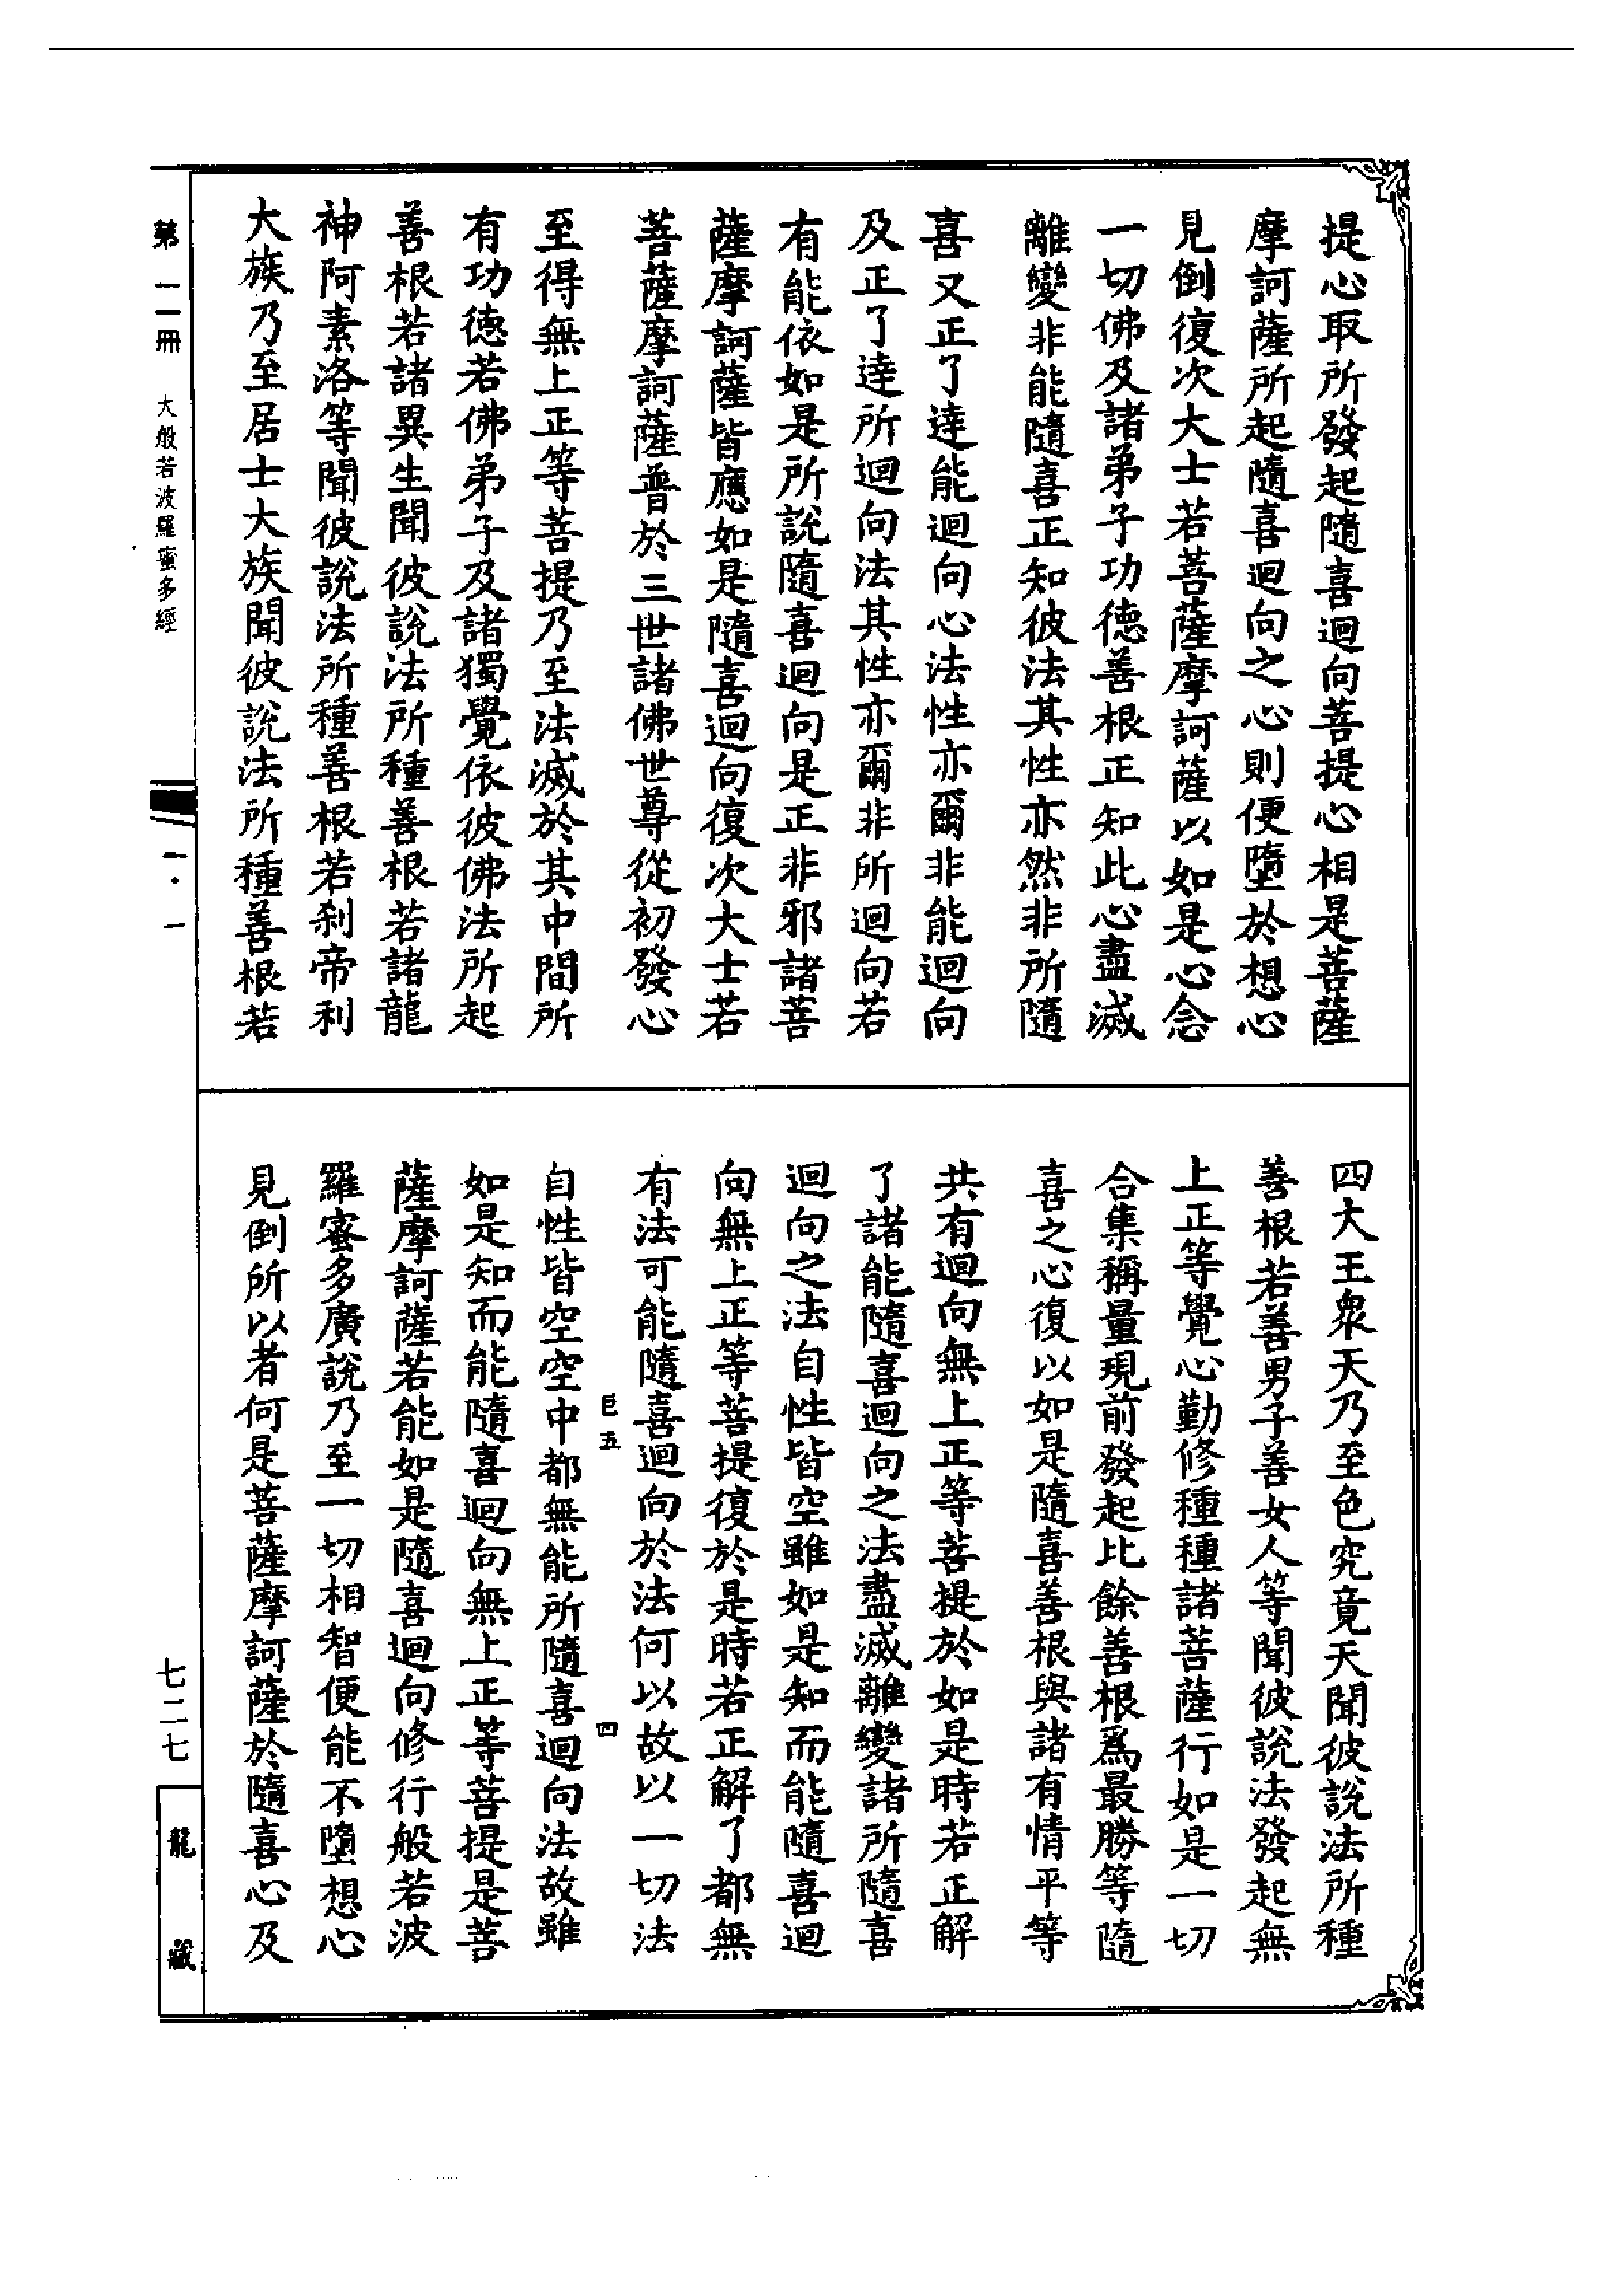 提心取所發起隨喜迴向菩提心相是菩薩
摩訶薩所起隨喜迴向之心則便墮於想心
見倒復次大士若菩薩摩訶薩以如是心念
一切佛及諸弟子功德善根正知此心盡滅
離變非能隨喜正知彼法其性亦然非所隨
喜又正了達能迴向心法性亦爾非能迴向
及正了達所迴向法其性亦爾非所迴向若
有能依如是所說隨喜迴向是正非邪諸菩
薩摩訶薩皆應如是隨喜迴向復次大士若
菩薩摩訶薩普於三世諸佛世尊從初發心
至得無上正等菩提乃至法滅於其中間所
有功德若佛弟子及諸獨覺依彼佛法所起
善根若諸異生聞彼說法所種善根若諸龍
神阿素洛等聞彼說法所種善根若剎帝利
大族乃至居士大族聞彼說法所種善根若
四大王衆天乃至色究竟天聞彼說法所種
善根若善男子善女人等聞彼說法發起無
上正等覺心勤修種種諸菩薩行如是一切
合集稱量現前發起比餘善根爲最勝等隨
喜之心復以如是隨喜善根與諸有情平等
共有迴向無上正等菩提於如是時若正解
了諸能隨喜迴向之法盡滅離變諸所隨喜
迴向之法自性皆空雖如是知而能隨喜迴
向無上正等菩提復於是時若正解了都無
有法可能隨喜迴向於法何以故以一切法
巨五 四
自性皆空空中都無能所隨喜迴向法故雖
如是知而能隨喜迴向無上正等菩提是菩
薩摩訶薩若能如是隨喜迴向修行般若波
羅蜜多廣說乃至一切相智便能不墮想心
見倒所以者何是菩薩摩訶薩於隨喜心及
第一一冊 大般若波羅蜜多經
一·一
七二七
龍藏